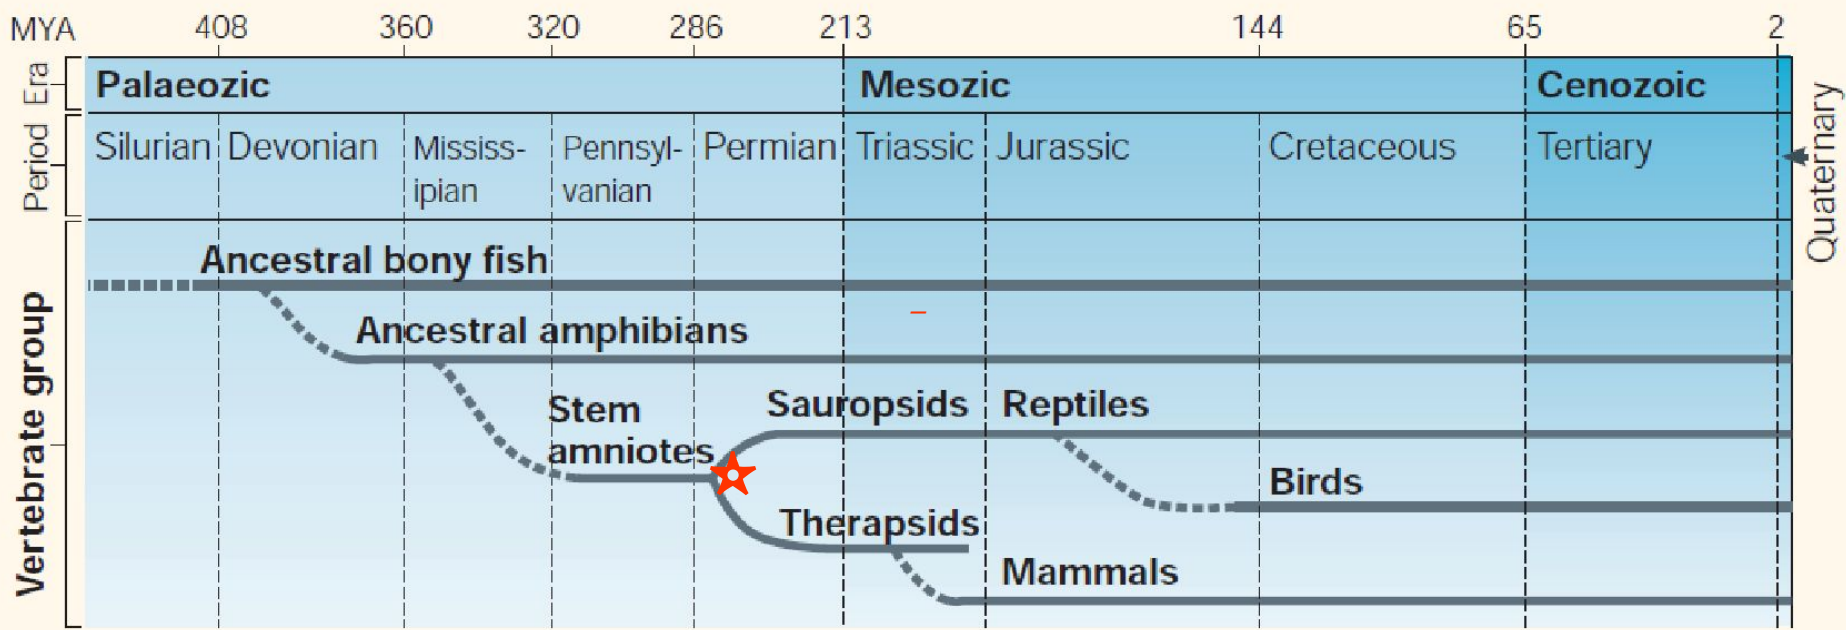 MYA 408 360 320 286 213 144 65 2
Era Palaeozic Mesozic Cenozoic
Period Silurian Devonian Mississ- Pennsyl- Permian Triassic Jurassic Cretaceous Tertiary
ipian vanian
Quaternary
Vertebrate group
Ancestral bony fish
Ancestral amphibians
Sauropsids Reptiles
Stem
amniotes
Birds
Therapsids
Mammals